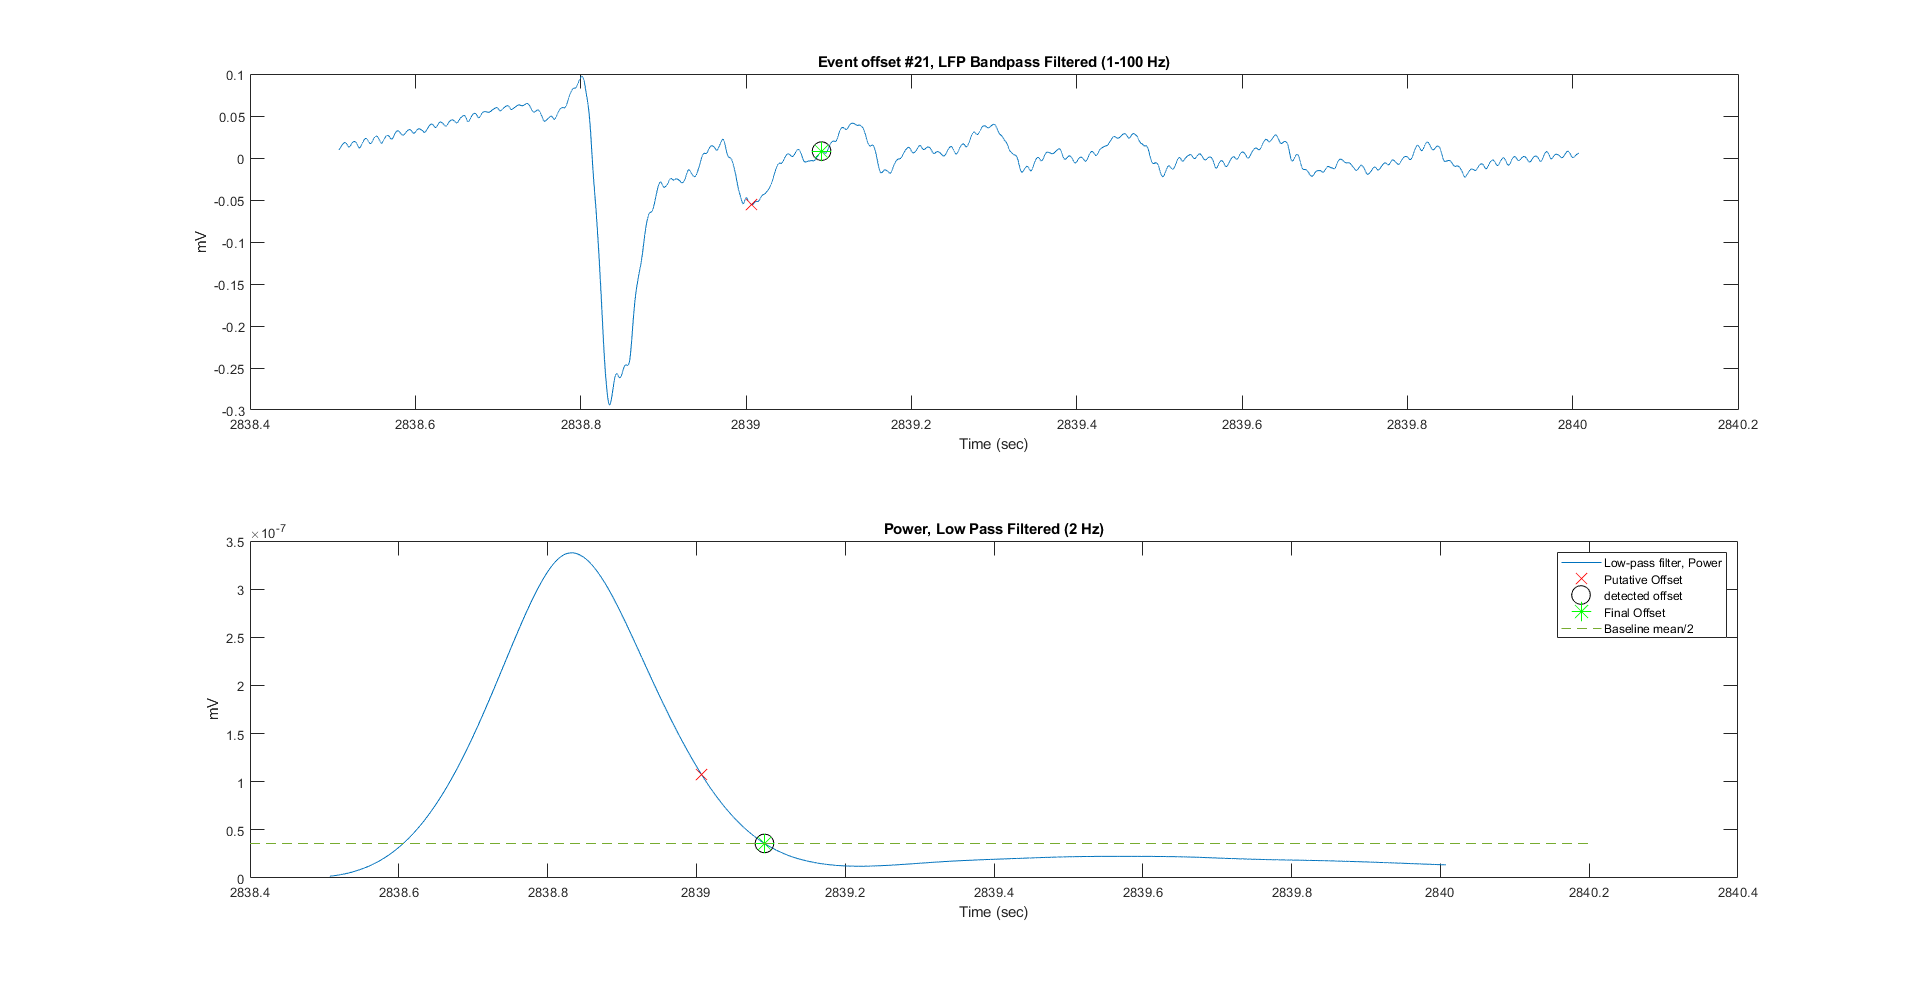 Event offset #21, LFP Bandpass Filtered (1-100 Hz)
0.1
0.05
0
-0.05
-0.1
-0.15
-0.2
-0.25
-0.3
mV
2838.4 2838.6 2838.8 2839 2839.2 2839.4 2839.6 2839.8 2840 2840.2
Time (sec)
Power, Low Pass Filtered (2 Hz)
×10-7
3.5
3
2.5
2
1.5
1
0.5
0
mV
Low-pass filter, Power
Putative Offset
detected offset
Final Offset
Baseline mean/2
2838.4 2838.6 2838.8 2839 2839.2 2839.4 2839.6 2839.8 2840 2840.2 2840.4
Time (sec)